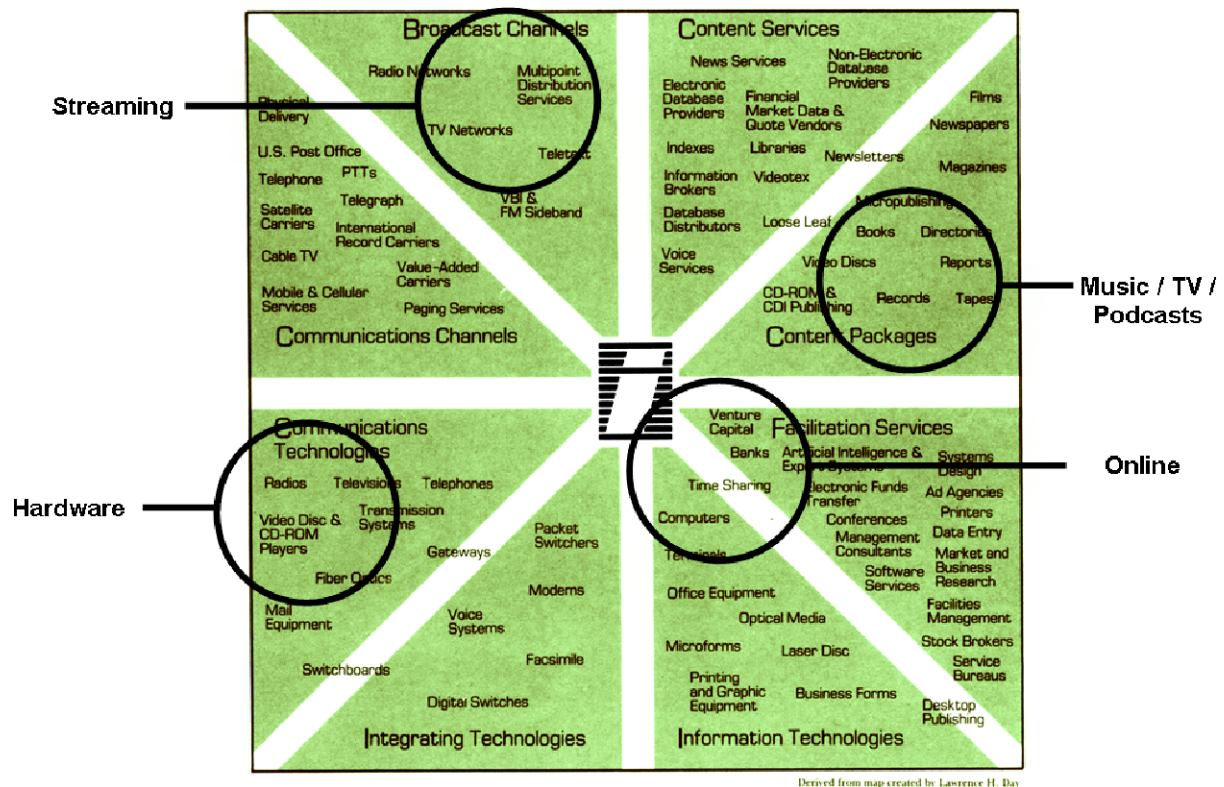 Broadcast Channels
Radio Networks
Multipoint
Distribution
Services
TV Networks
Teletext
VBI &
FM Sideband
Content Services
News Services
Non-Electronic
Database
Providers
Electronic
Database
Providers
Financial
Market Data &
Quote Vendors
Indexes
Libraries
Newsletters
Information
Brokers
Videotex
Database
Distributors
Loose Leaf
Voice
Services
Streaming
Physical
Delivery
U.S. Post Office
Telephone
PTTs
Telegraph
Satellite
Carriers
International
Record Carriers
Cable TV
Value-Added
Carriers
Mobile & Cellular
Services
Paging Services
Communications Channels
Films
Newspapers
Magazines
Micropublishing
Books
Directories
Video Discs
Reports
CD-ROM &
CDI Publishing
Records
Tapes
Content Packages
Music / TV /
Podcasts
Communications
Technologies
Radios
Televisions
Telephones
Video Disc &
CD-ROM
Players
Transmission
Systems
Fiber Optics
Gateways
Mail
Equipment
Switchboards
Hardware
Packet
Switchers
Modems
Voice
Systems
Facsimile
Digital Switches
Integrating Technologies
Venture
Capital
Facilitation Services
Banks
Artificial Intelligence &
Expert Systems
Systems
Design
Time Sharing
Electronic Funds
Transfer
Ad Agencies
Printers
Conferences
Data Entry
Management
Consultants
Market and
Business
Research
Software
Services
Facilities
Management
Stock Brokers
Service
Bureaus
Desktop
Publishing
Online
Computers
Terminals
Office Equipment
Optical Media
Microforms
Laser Disc
Printing
and Graphic
Equipment
Business Forms
Information Technologies
Derived from map created by Lawrence H. Day